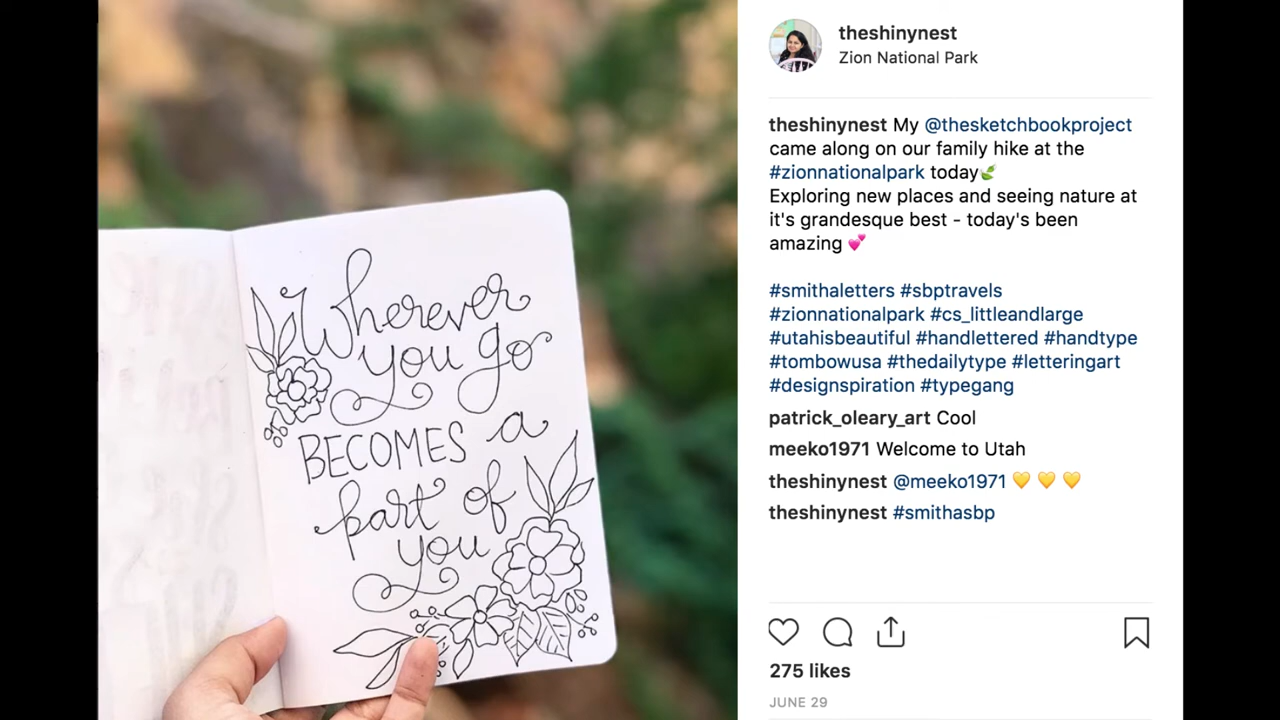 Wherever
you go
BECOMES a
part of
you
theshinynest
Zion National Park
theshinynest My @thesketchbookproject
came along on our family hike at the
#zionnationalpark today🍃
Exploring new places and seeing nature at
it's grandesque best - today's been
amazing 💕
#smithaletters #sbptravels
#zionnationalpark #cs_littleandlarge
#utahisbeautiful #handlettered #handtype
#tombowusa #thedailytype #letteringart
#designspiration #typegang
patrick_oleary_art Cool
meeko1971 Welcome to Utah
theshinynest @meeko1971 💛 💛 💛
theshinynest #smithasbp
275 likes
JUNE 29